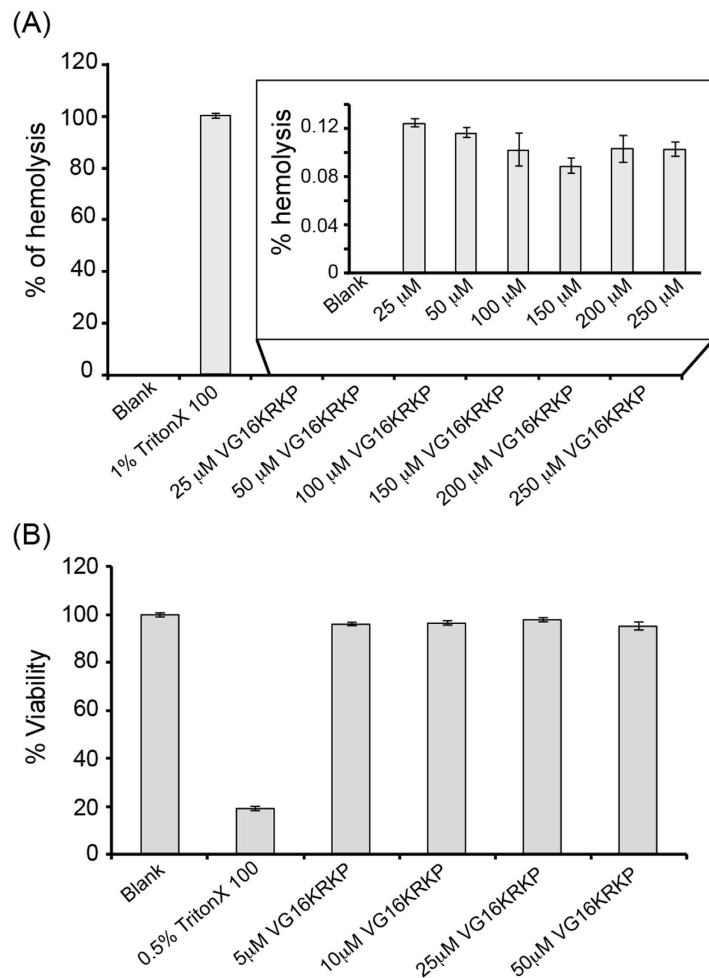 (A)
% of hemolysis
120
100
80
60
40
20
0
Blank
1% TritonX 100
25 μM VG16KRKP
50 μM VG16KRKP
100 μM VG16KRKP
150 μM VG16KRKP
200 μM VG16KRKP
250 μM VG16KRKP
% hemolysis
0.12
0.08
0.04
0
Blank
25 μM
50 μM
100 μM
150 μM
200 μM
250 μM
(B)
% Viability
120
100
80
60
40
20
0
Blank
0.5% TritonX 100
5μM VG16KRKP
10μM VG16KRKP
25μM VG16KRKP
50μM VG16KRKP